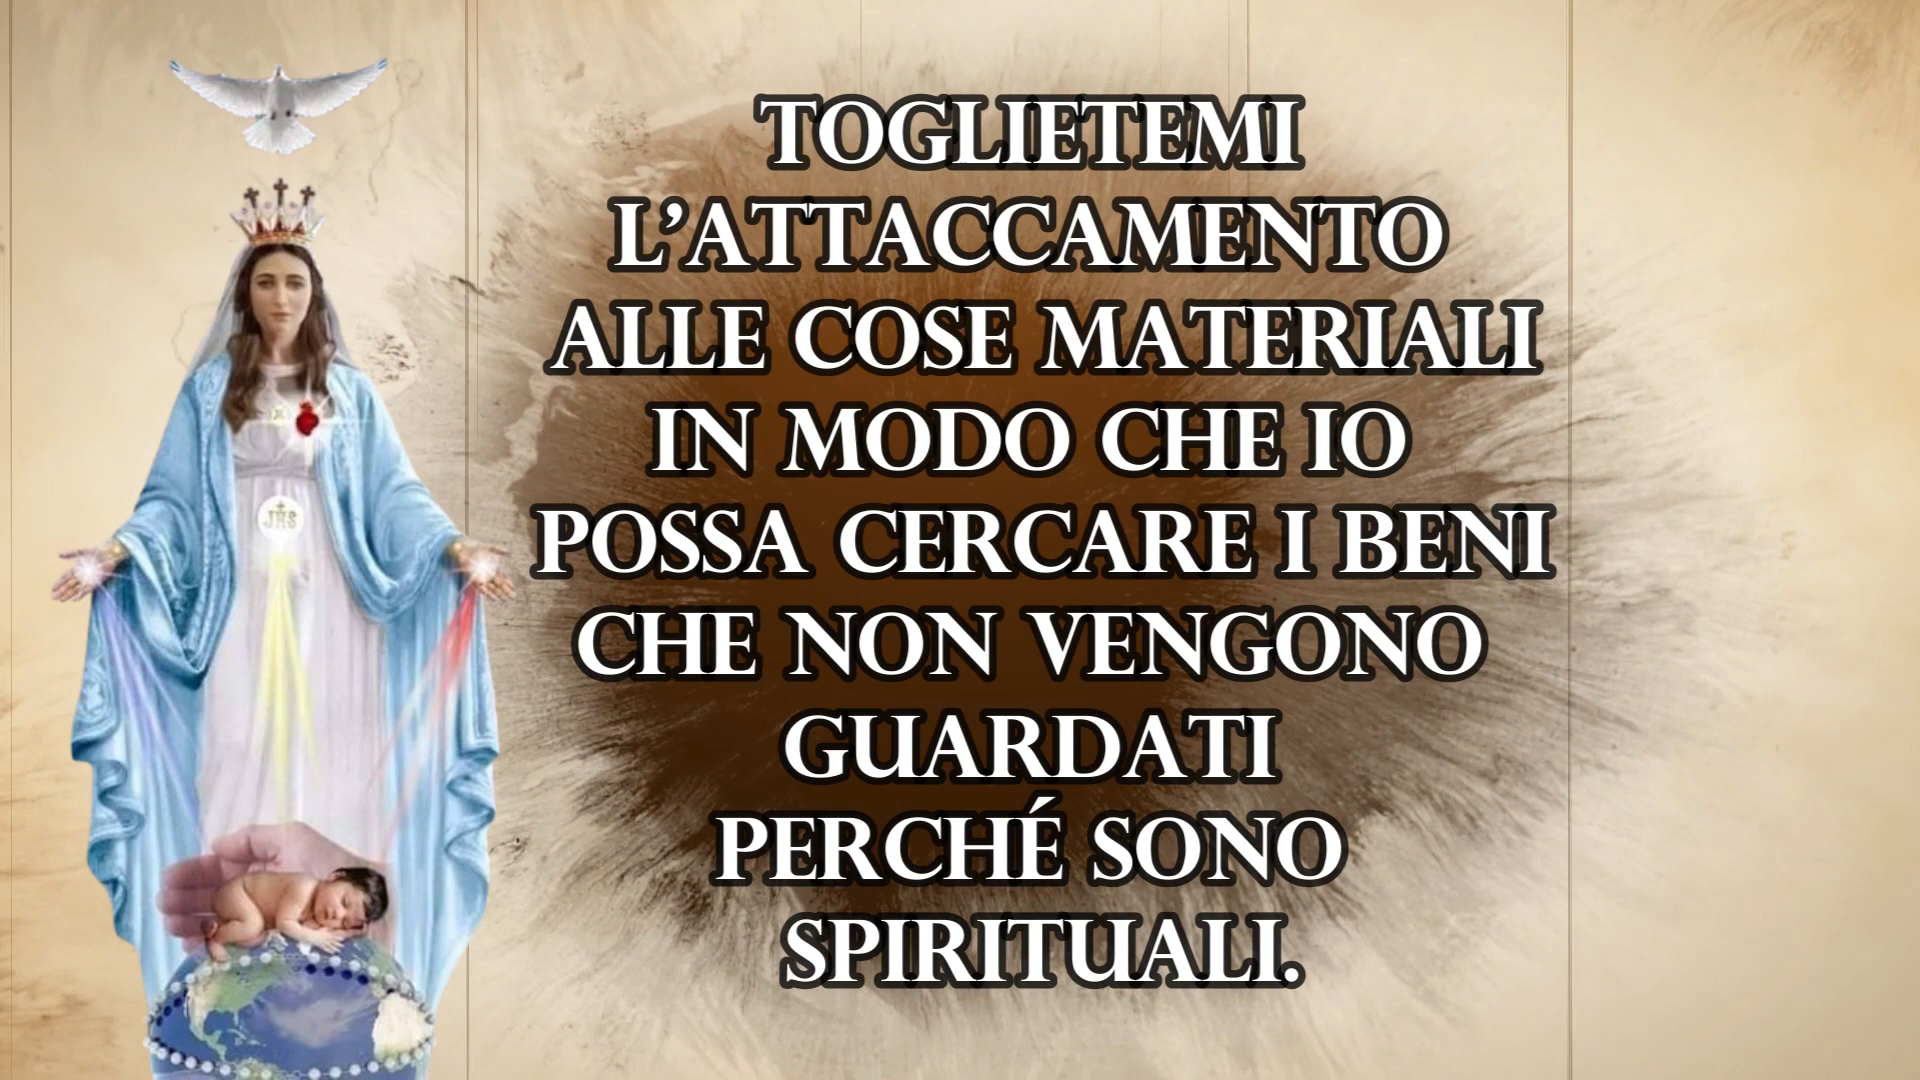 TOGLIETEMI
L’ATTACCAMENTO
ALLE COSE MATERIALI
IN MODO CHE IO
POSSA CERCARE I BENI
CHE NON VENGONO
GUARDATI
PERCHÉ SONO
SPIRITUALI.
JHS